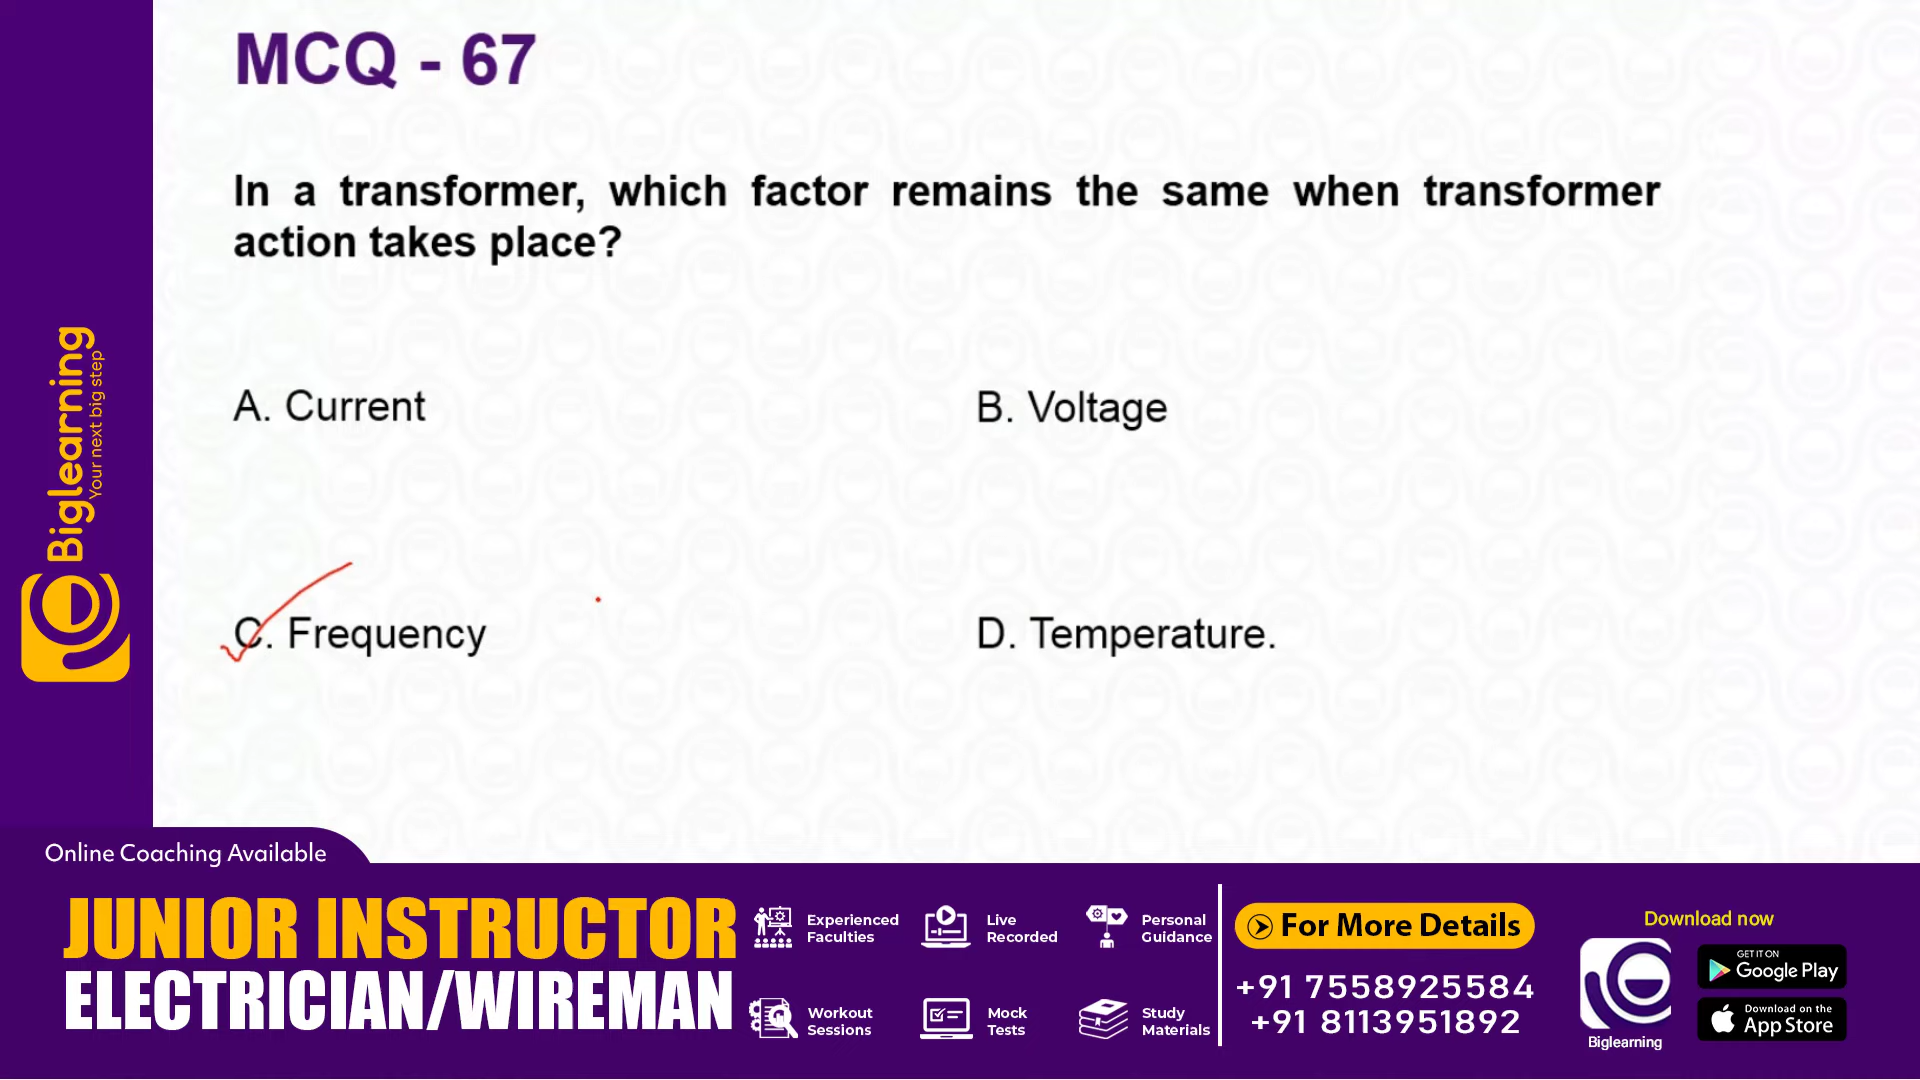 MCQ - 67
In a transformer, which factor remains the same when transformer
action takes place?
A. Current
B. Voltage
C. Frequency
D. Temperature.
Biglearning
Your next big step
Online Coaching Available
JUNIOR INSTRUCTOR
ELECTRICIAN/WIREMAN
Experienced
Faculties
Live
Recorded
Personal
Guidance
Workout
Sessions
Mock
Tests
Study
Materials
For More Details
+91 7558925584
+91 8113951892
Download now
Biglearning
GET IT ON
Google Play
Download on the
App Store